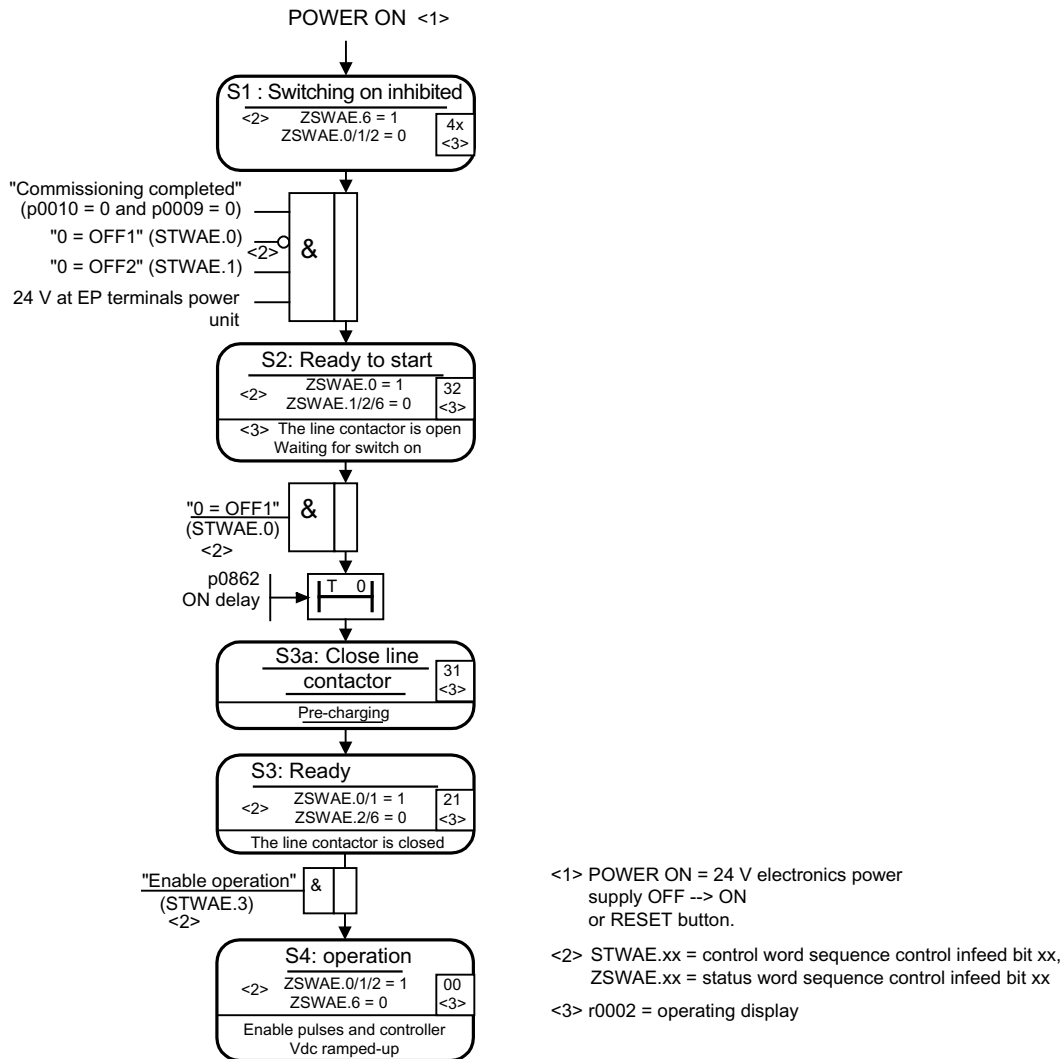 POWER ON <1>
S1 : Switching on inhibited
<2> ZSWAE.6 = 1
ZSWAE.0/1/2 = 0
4x
<3>
"Commissioning completed"
(p0010 = 0 and p0009 = 0)
"0 = OFF1" (STWAE.0)
<2>
"0 = OFF2" (STWAE.1)
24 V at EP terminals power
unit
&
S2: Ready to start
<2> ZSWAE.0 = 1
ZSWAE.1/2/6 = 0
32
<3>
<3> The line contactor is open
Waiting for switch on
"0 = OFF1"
(STWAE.0)
<2>
&
p0862
ON delay
T 0
S3a: Close line
contactor
31
<3>
Pre-charging
S3: Ready
<2> ZSWAE.0/1 = 1
ZSWAE.2/6 = 0
21
<3>
The line contactor is closed
"Enable operation"
(STWAE.3)
<2>
&
S4: operation
<2> ZSWAE.0/1/2 = 1
ZSWAE.6 = 0
00
<3>
Enable pulses and controller
Vdc ramped-up
<1> POWER ON = 24 V electronics power
supply OFF --> ON
or RESET button.
<2> STWAE.xx = control word sequence control infeed bit xx,
ZSWAE.xx = status word sequence control infeed bit xx
<3> r0002 = operating display